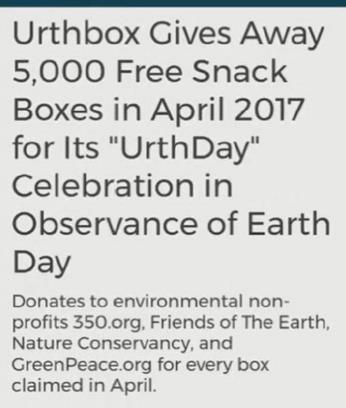 Urthbox Gives Away
5,000 Free Snack
Boxes in April 2017
for Its "UrthDay"
Celebration in
Observance of Earth
Day
Donates to environmental non-
profits 350.org, Friends of The Earth,
Nature Conservancy, and
GreenPeace.org for every box
claimed in April.